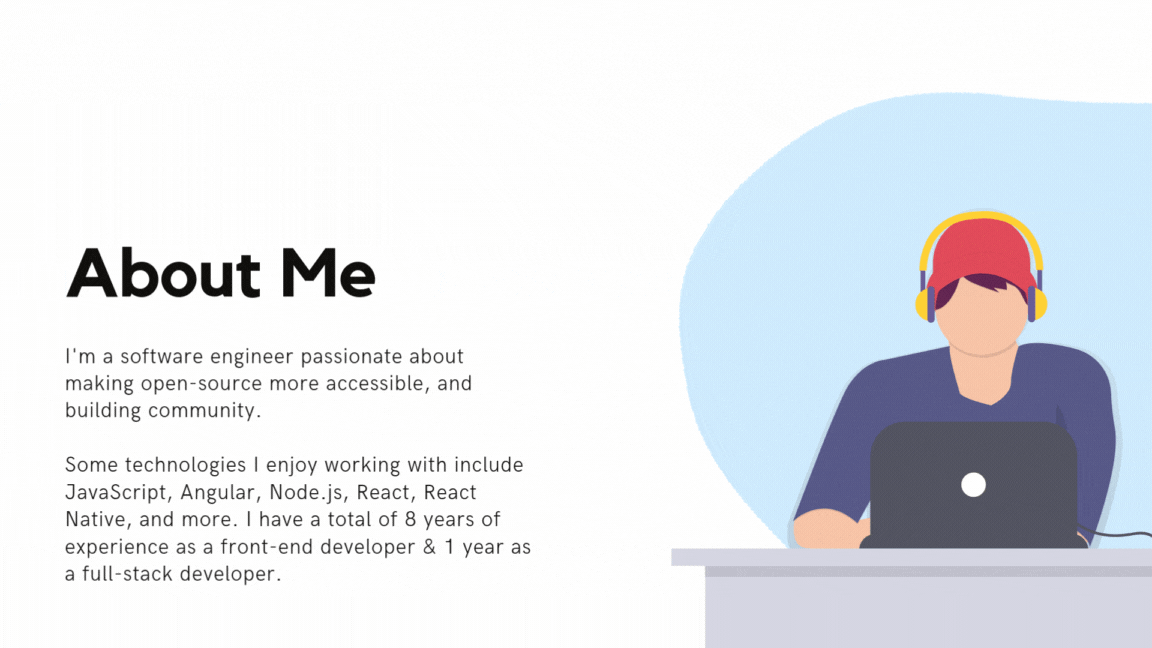 About Me
I'm a software engineer passionate about
making open-source more accessible, and
building community.
Some technologies I enjoy working with include
JavaScript, Angular, Node.js, React, React
Native, and more. I have a total of 8 years of
experience as a front-end developer & 1 year as
a full-stack developer.